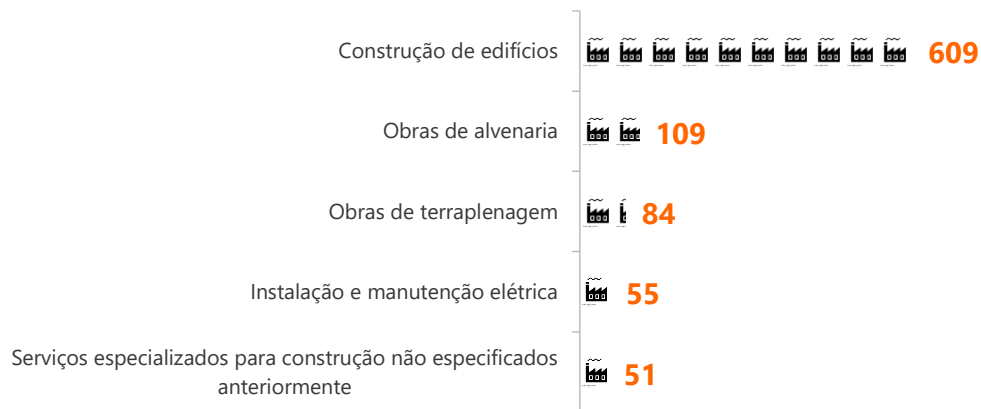 Construção de edifícios
609
Obras de alvenaria
109
Obras de terraplenagem
84
Instalação e manutenção elétrica
55
Serviços especializados para construção não especificados
anteriormente
51